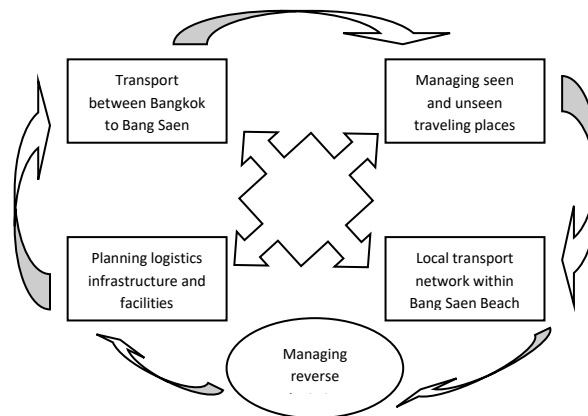 Transport
between Bangkok
to Bang Saen
Managing seen
and unseen
traveling places
Planning logistics
infrastructure and
facilities
Local transport
network within
Bang Saen Beach
Managing
reverse